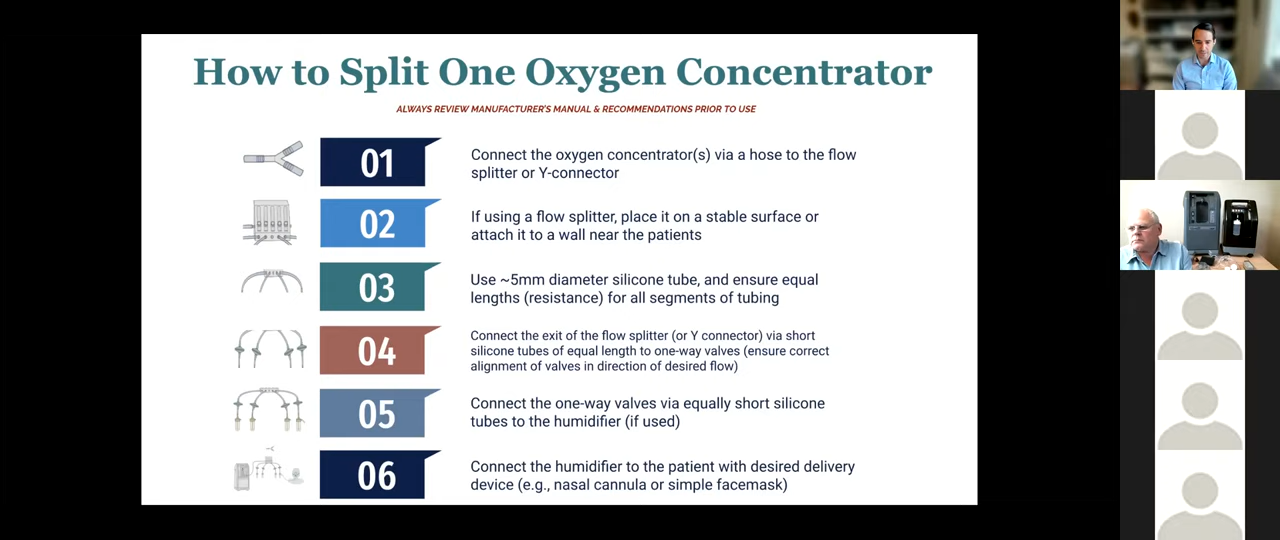 How to Split One Oxygen Concentrator
ALWAYS REVIEW MANUFACTURER'S MANUAL & RECOMMENDATIONS PRIOR TO USE
01
Connect the oxygen concentrator(s) via a hose to the flow
splitter or Y-connector
02
If using a flow splitter, place it on a stable surface or
attach it to a wall near the patients
03
Use ~5mm diameter silicone tube, and ensure equal
lengths (resistance) for all segments of tubing
04
Connect the exit of the flow splitter (or Y connector) via short
silicone tubes of equal length to one-way valves (ensure correct
alignment of valves in direction of desired flow)
05
Connect the one-way valves via equally short silicone
tubes to the humidifier (if used)
06
Connect the humidifier to the patient with desired delivery
device (e.g., nasal cannula or simple facemask)